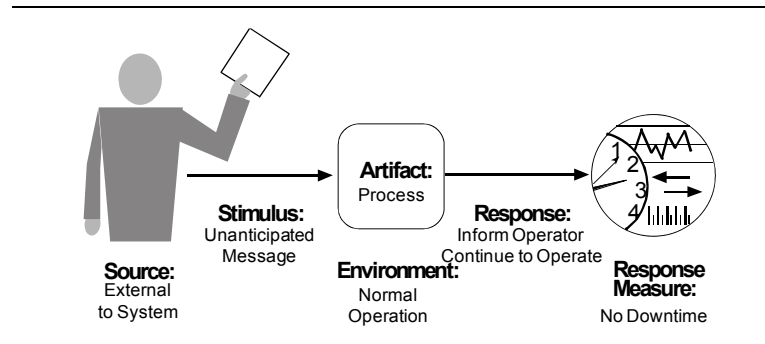 Source:
External
to System
Stimulus:
Unanticipated
Message
Artifact:
Process
Environment:
Normal
Operation
Response:
Inform Operator
Continue to Operate
1
2
3
4
Response
Measure:
No Downtime